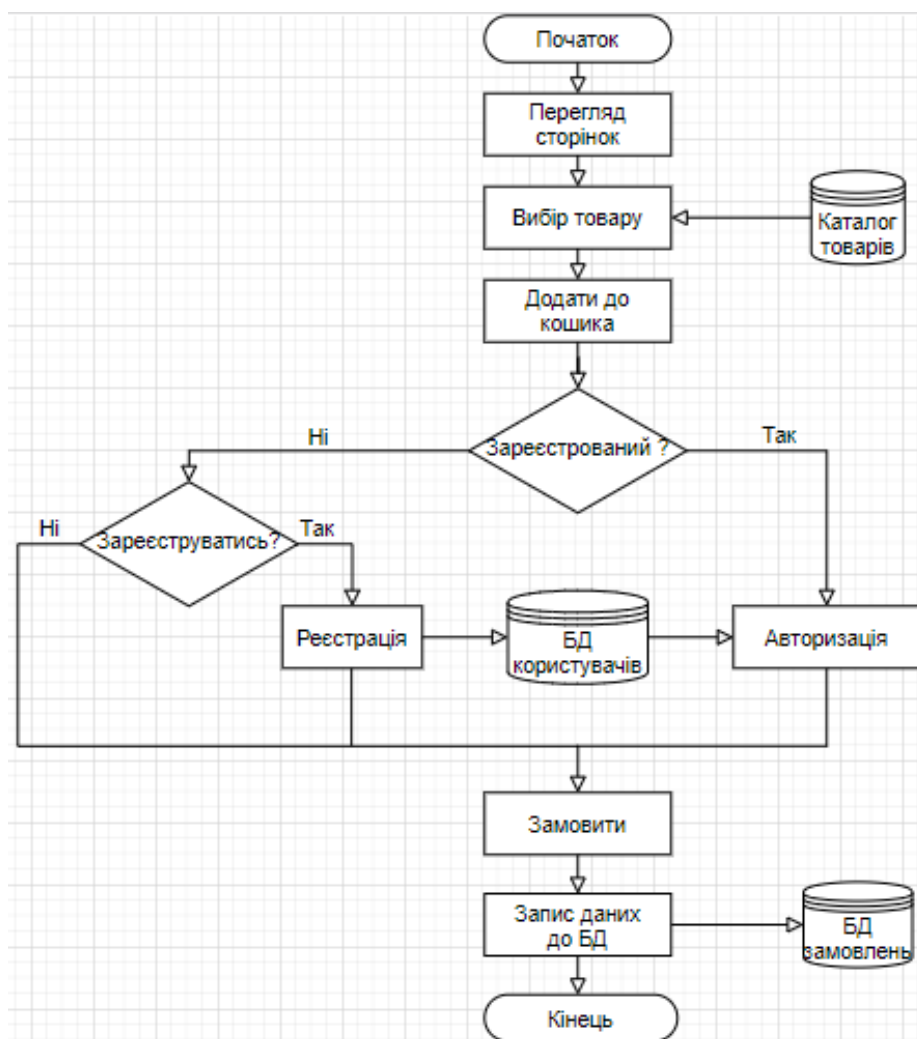 Початок
Перегляд
сторінок
Вибір товару
Каталог
товарів
Додати до
кошика
Ні
Зареєстрований ?
Так
Ні
Зареєструватись?
Так
Реєстрація
БД
користувачів
Авторизація
Замовити
Запис даних
до БД
БД
замовлень
Кінець